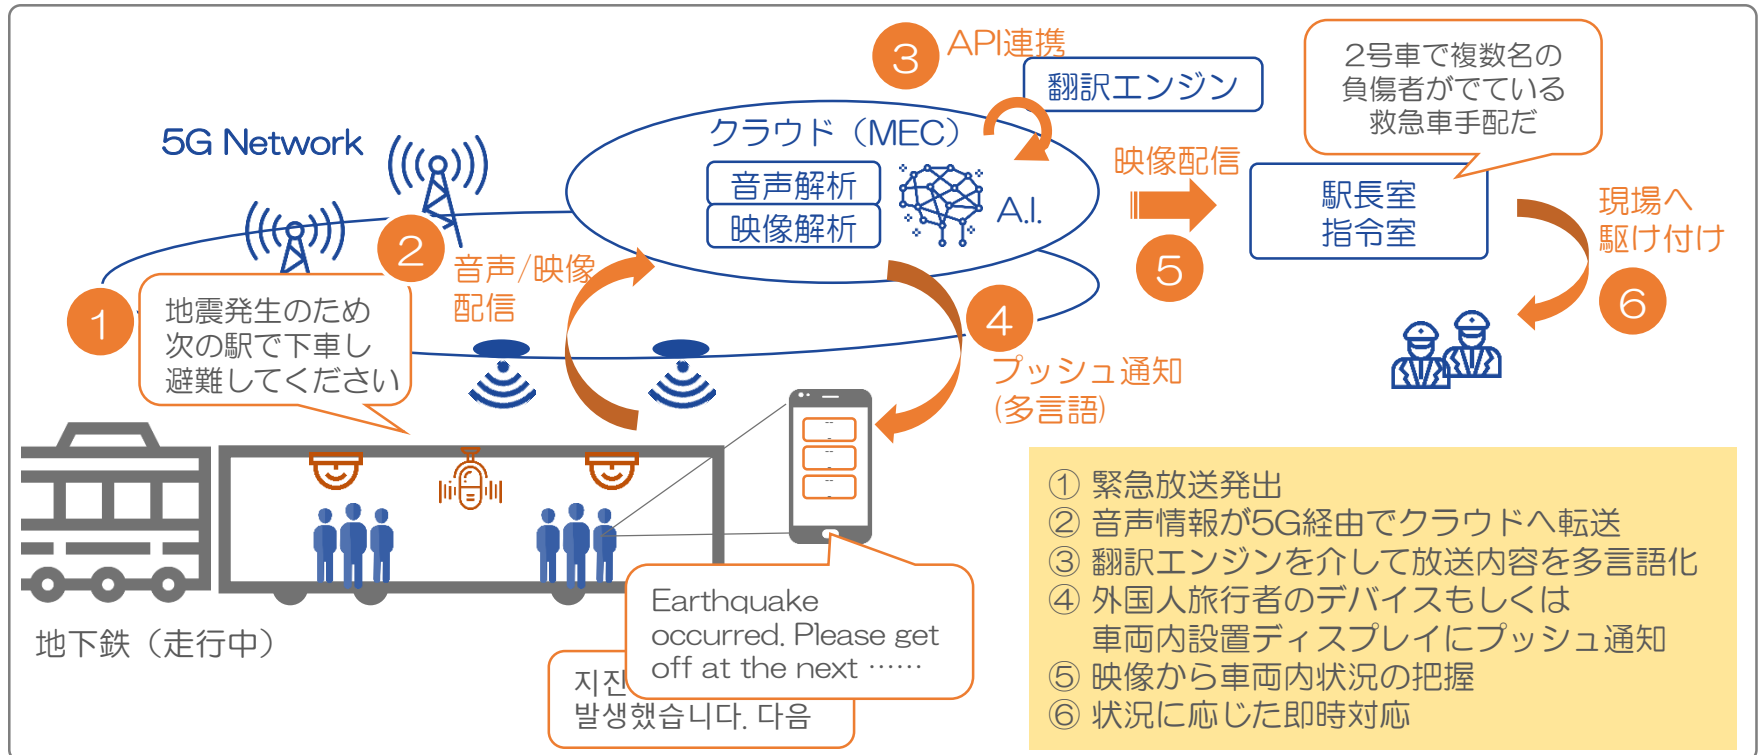 ③ API連携
翻訳エンジン
2号車で複数名の
負傷者がでている
救急車手配だ
5G Network
クラウド（MEC）
音声解析
映像解析
A.I.
映像配信
⑤
駅長室
指令室
現場へ
駆け付け
⑥
②
音声/映像
配信
①
地震発生のため
次の駅で下車し
避難してください
④
プッシュ通知
(多言語)
地下鉄（走行中）
Earthquake
occurred. Please get
off at the next ……
지진
발생했습니다. 다음
① 緊急放送発出
② 音声情報が5G経由でクラウドへ転送
③ 翻訳エンジンを介して放送内容を多言語化
④ 外国人旅行者のデバイスもしくは
車両内設置ディスプレイにプッシュ通知
⑤ 映像から車両内状況の把握
⑥ 状況に応じた即時対応